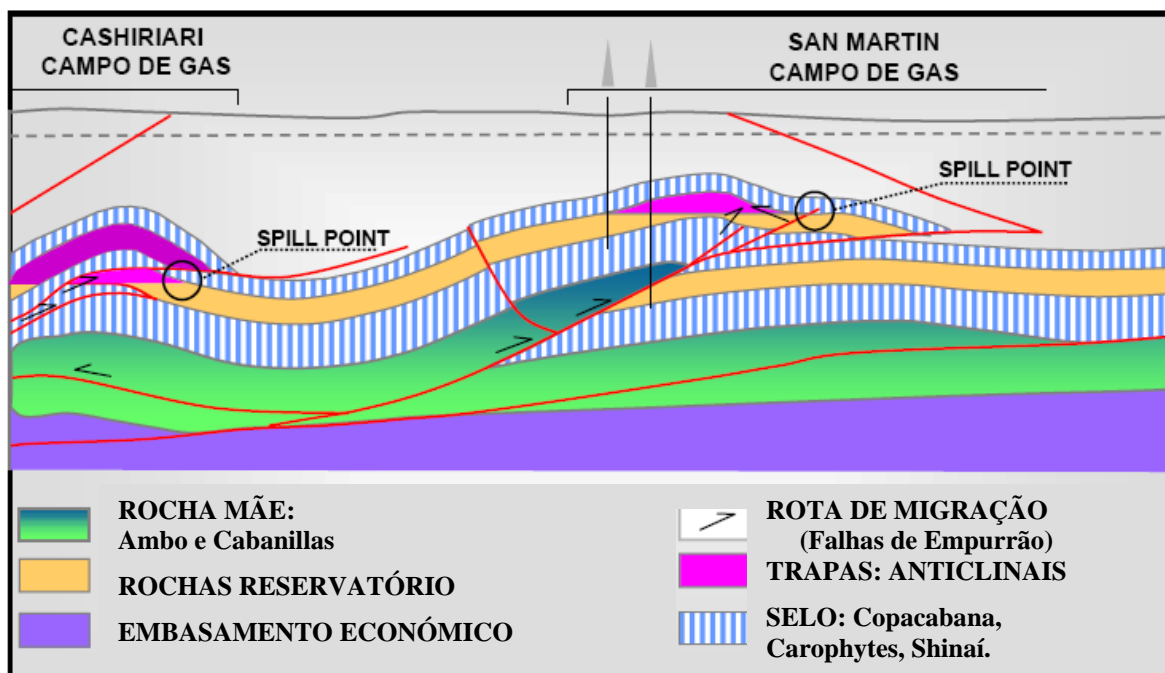 CASHIRIARI
CAMPO DE GAS
SAN MARTIN
CAMPO DE GAS
SPILL POINT
SPILL POINT
ROCHA MÃE:
Ambo e Cabanillas
ROCHAS RESERVATÓRIO
EMBASAMENTO ECONÓMICO
ROTA DE MIGRAÇÃO
(Falhas de Empurrão)
TRAPAS: ANTICLINAIS
SELO: Copacabana,
Carophytes, Shinaí.